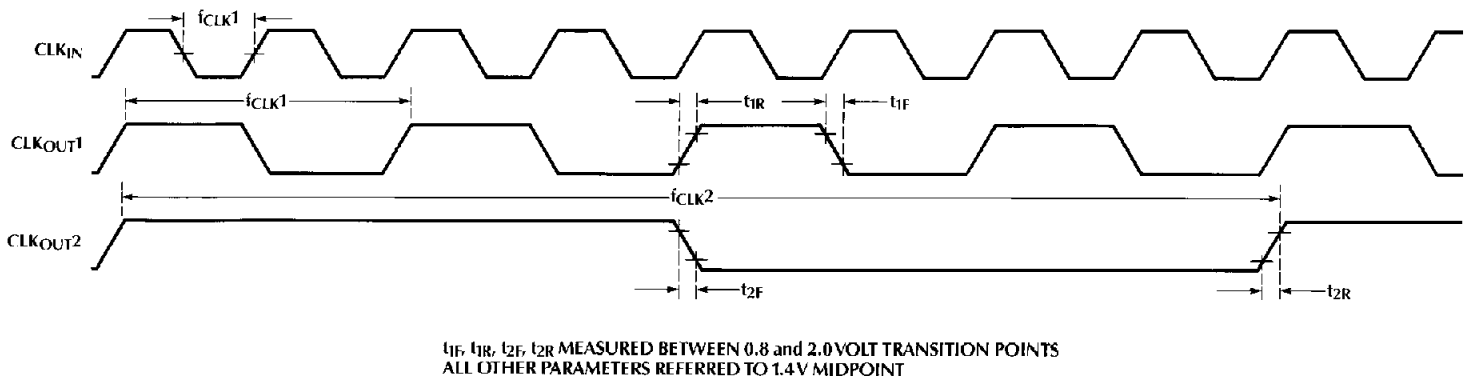 fCLK1
CLKIN
fCLK1
t1R
t1F
CLKOUT1
fCLK2
CLKOUT2
t2F
t2R
t1F, t1R, t2F, t2R MEASURED BETWEEN 0.8 and 2.0 VOLT TRANSITION POINTS
ALL OTHER PARAMETERS REFERRED TO 1.4 V MIDPOINT